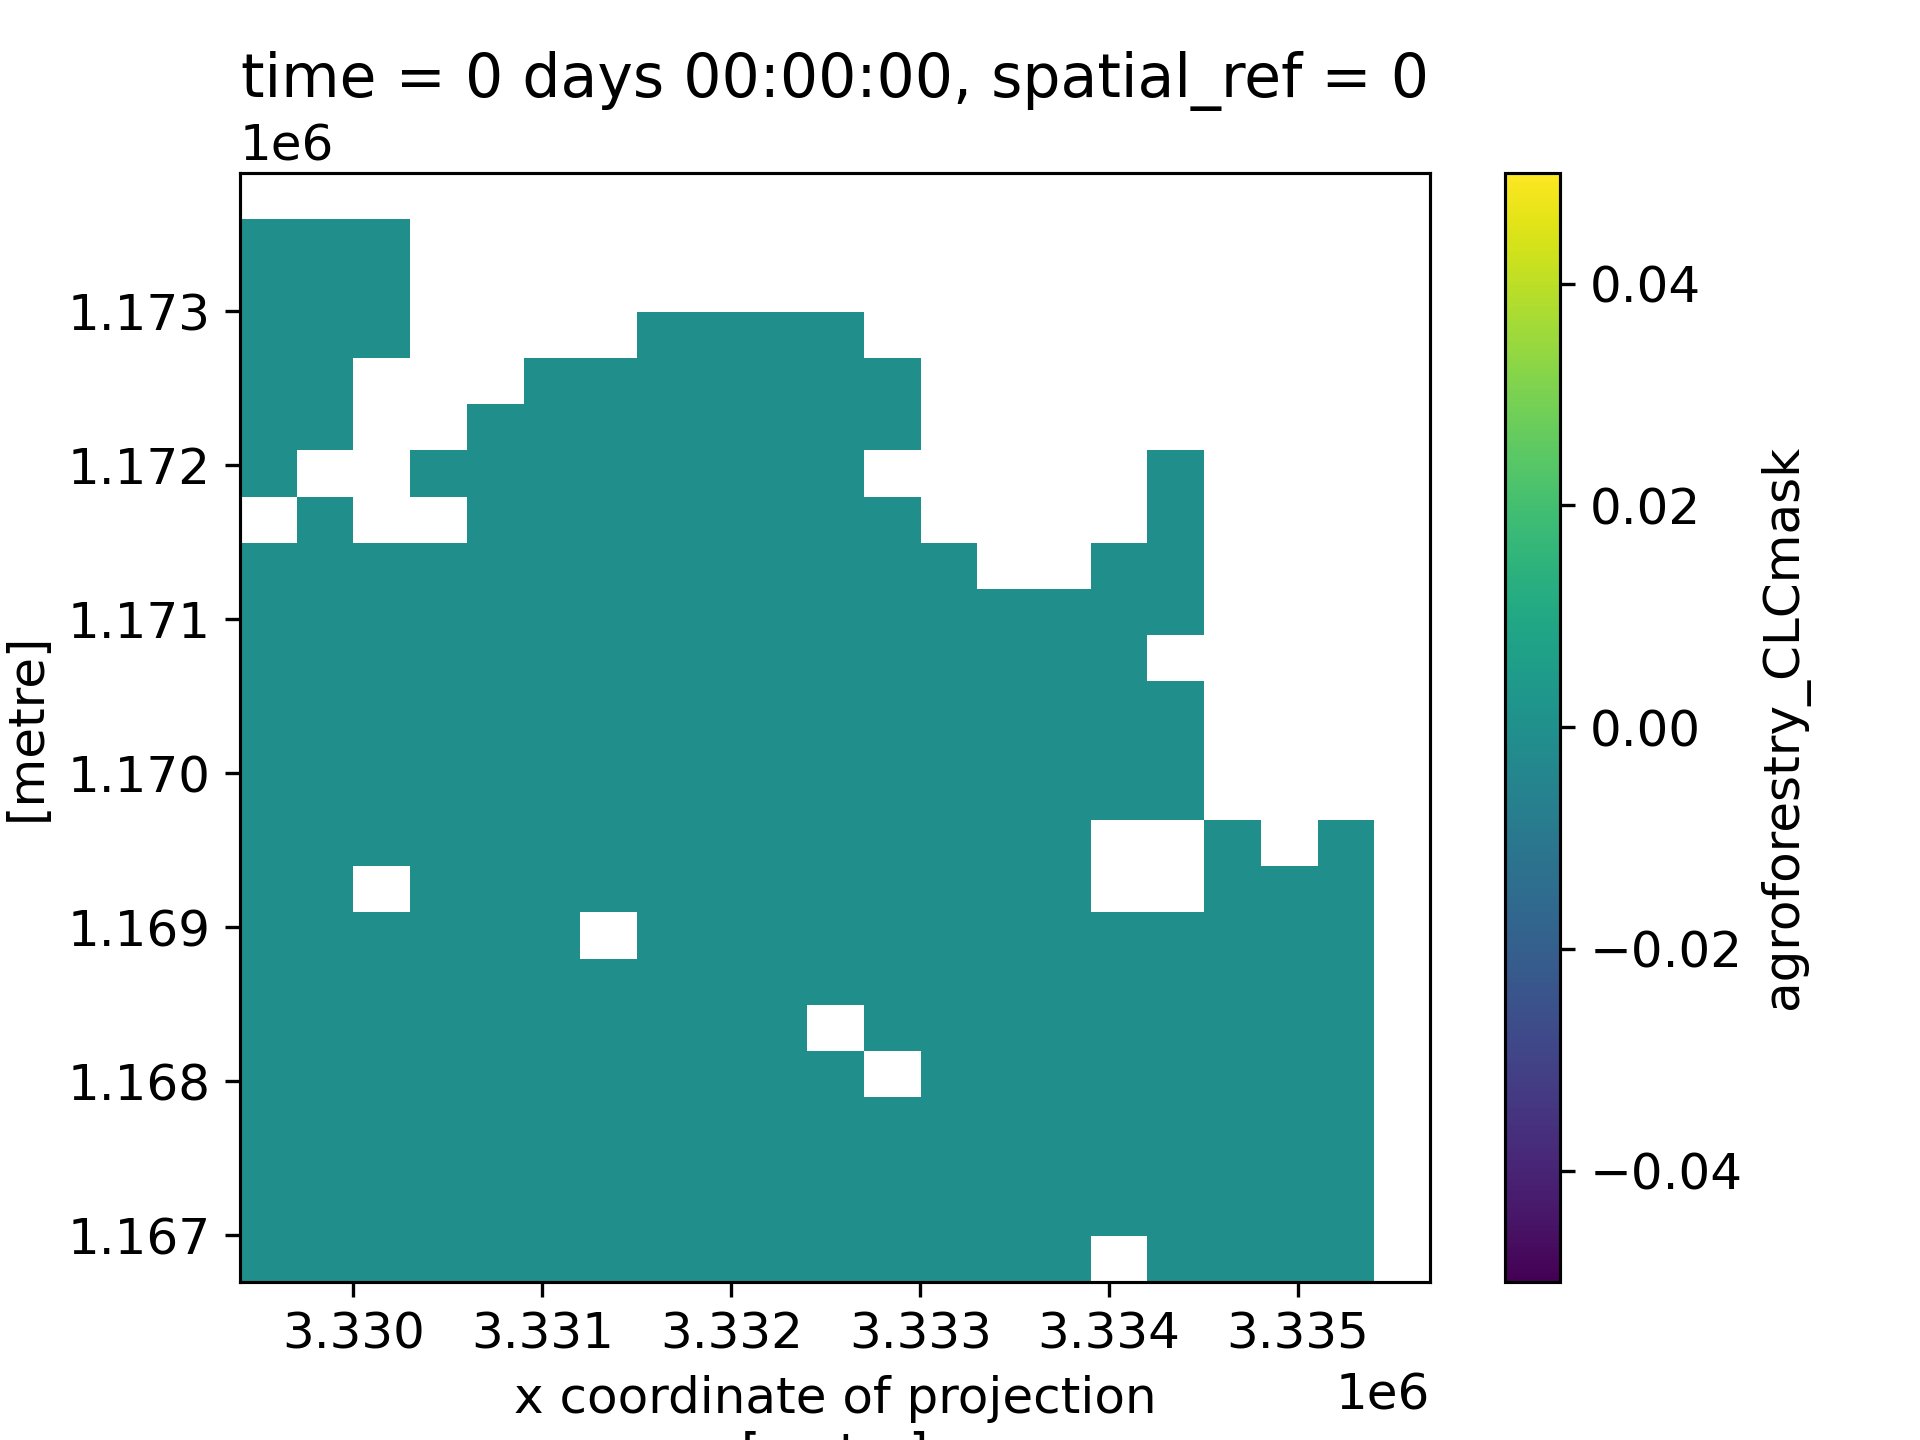 time = 0 days 00:00:00, spatial_ref = 0
1e6
1.173
1.172
1.171
1.170
1.169
1.168
1.167
[metre]
3.330 3.331 3.332 3.333 3.334 3.335
x coordinate of projection
1e6
0.04
0.02
0.00
−0.02
−0.04
agroforestry_CLCmask